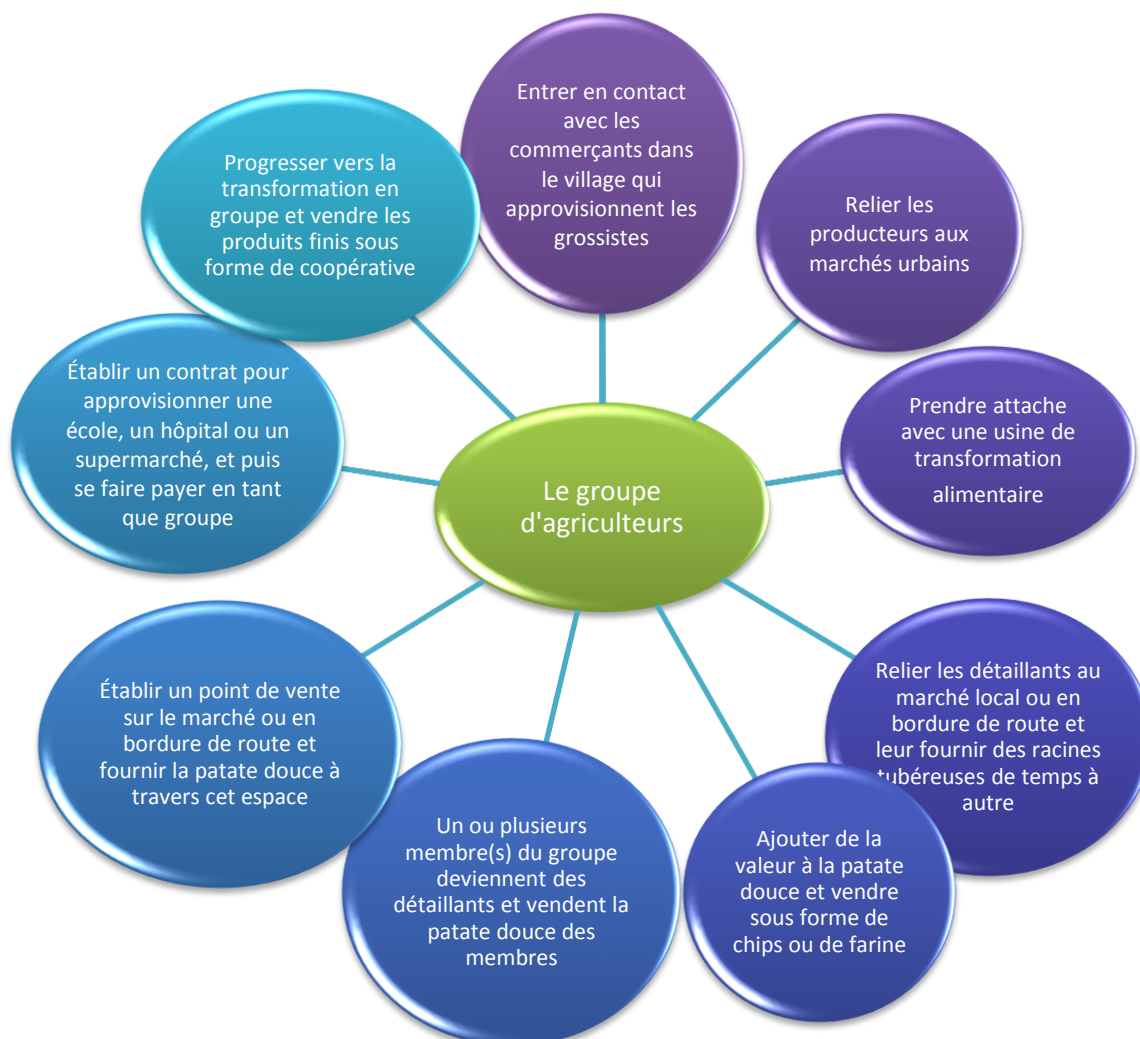 Entrer en contact
avec les
commerçants dans
le village qui
approvisionnent les
grossistes
Relier les
producteurs aux
marchés urbains
Prendre attache
avec une usine de
transformation
alimentaire
Relier les détaillants au
marché local ou en
bordure de route et
leur fournir des racines
tubéreuses de temps à
autre
Ajouter de la
valeur à la patate
douce et vendre
sous forme de
chips ou de farine
Un ou plusieurs
membre(s) du groupe
deviennent des
détaillants et vendent la
patate douce des
membres
Établir un point de vente
sur le marché ou en
bordure de route et
fournir la patate douce à
travers cet espace
Établir un contrat pour
approvisionner une
école, un hôpital ou un
supermarché, et puis
se faire payer en tant
que groupe
Progresser vers la
transformation en
groupe et vendre les
produits finis sous
forme de coopérative
Le groupe
d'agriculteurs